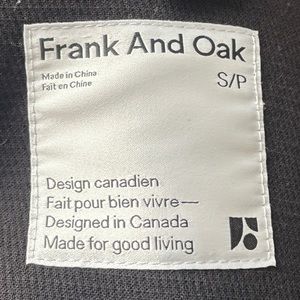 Frank And Oak
Made in China
Fait en Chine
S/P
Design canadien
Fait pour bien vivre—
Designed in Canada
Made for good living